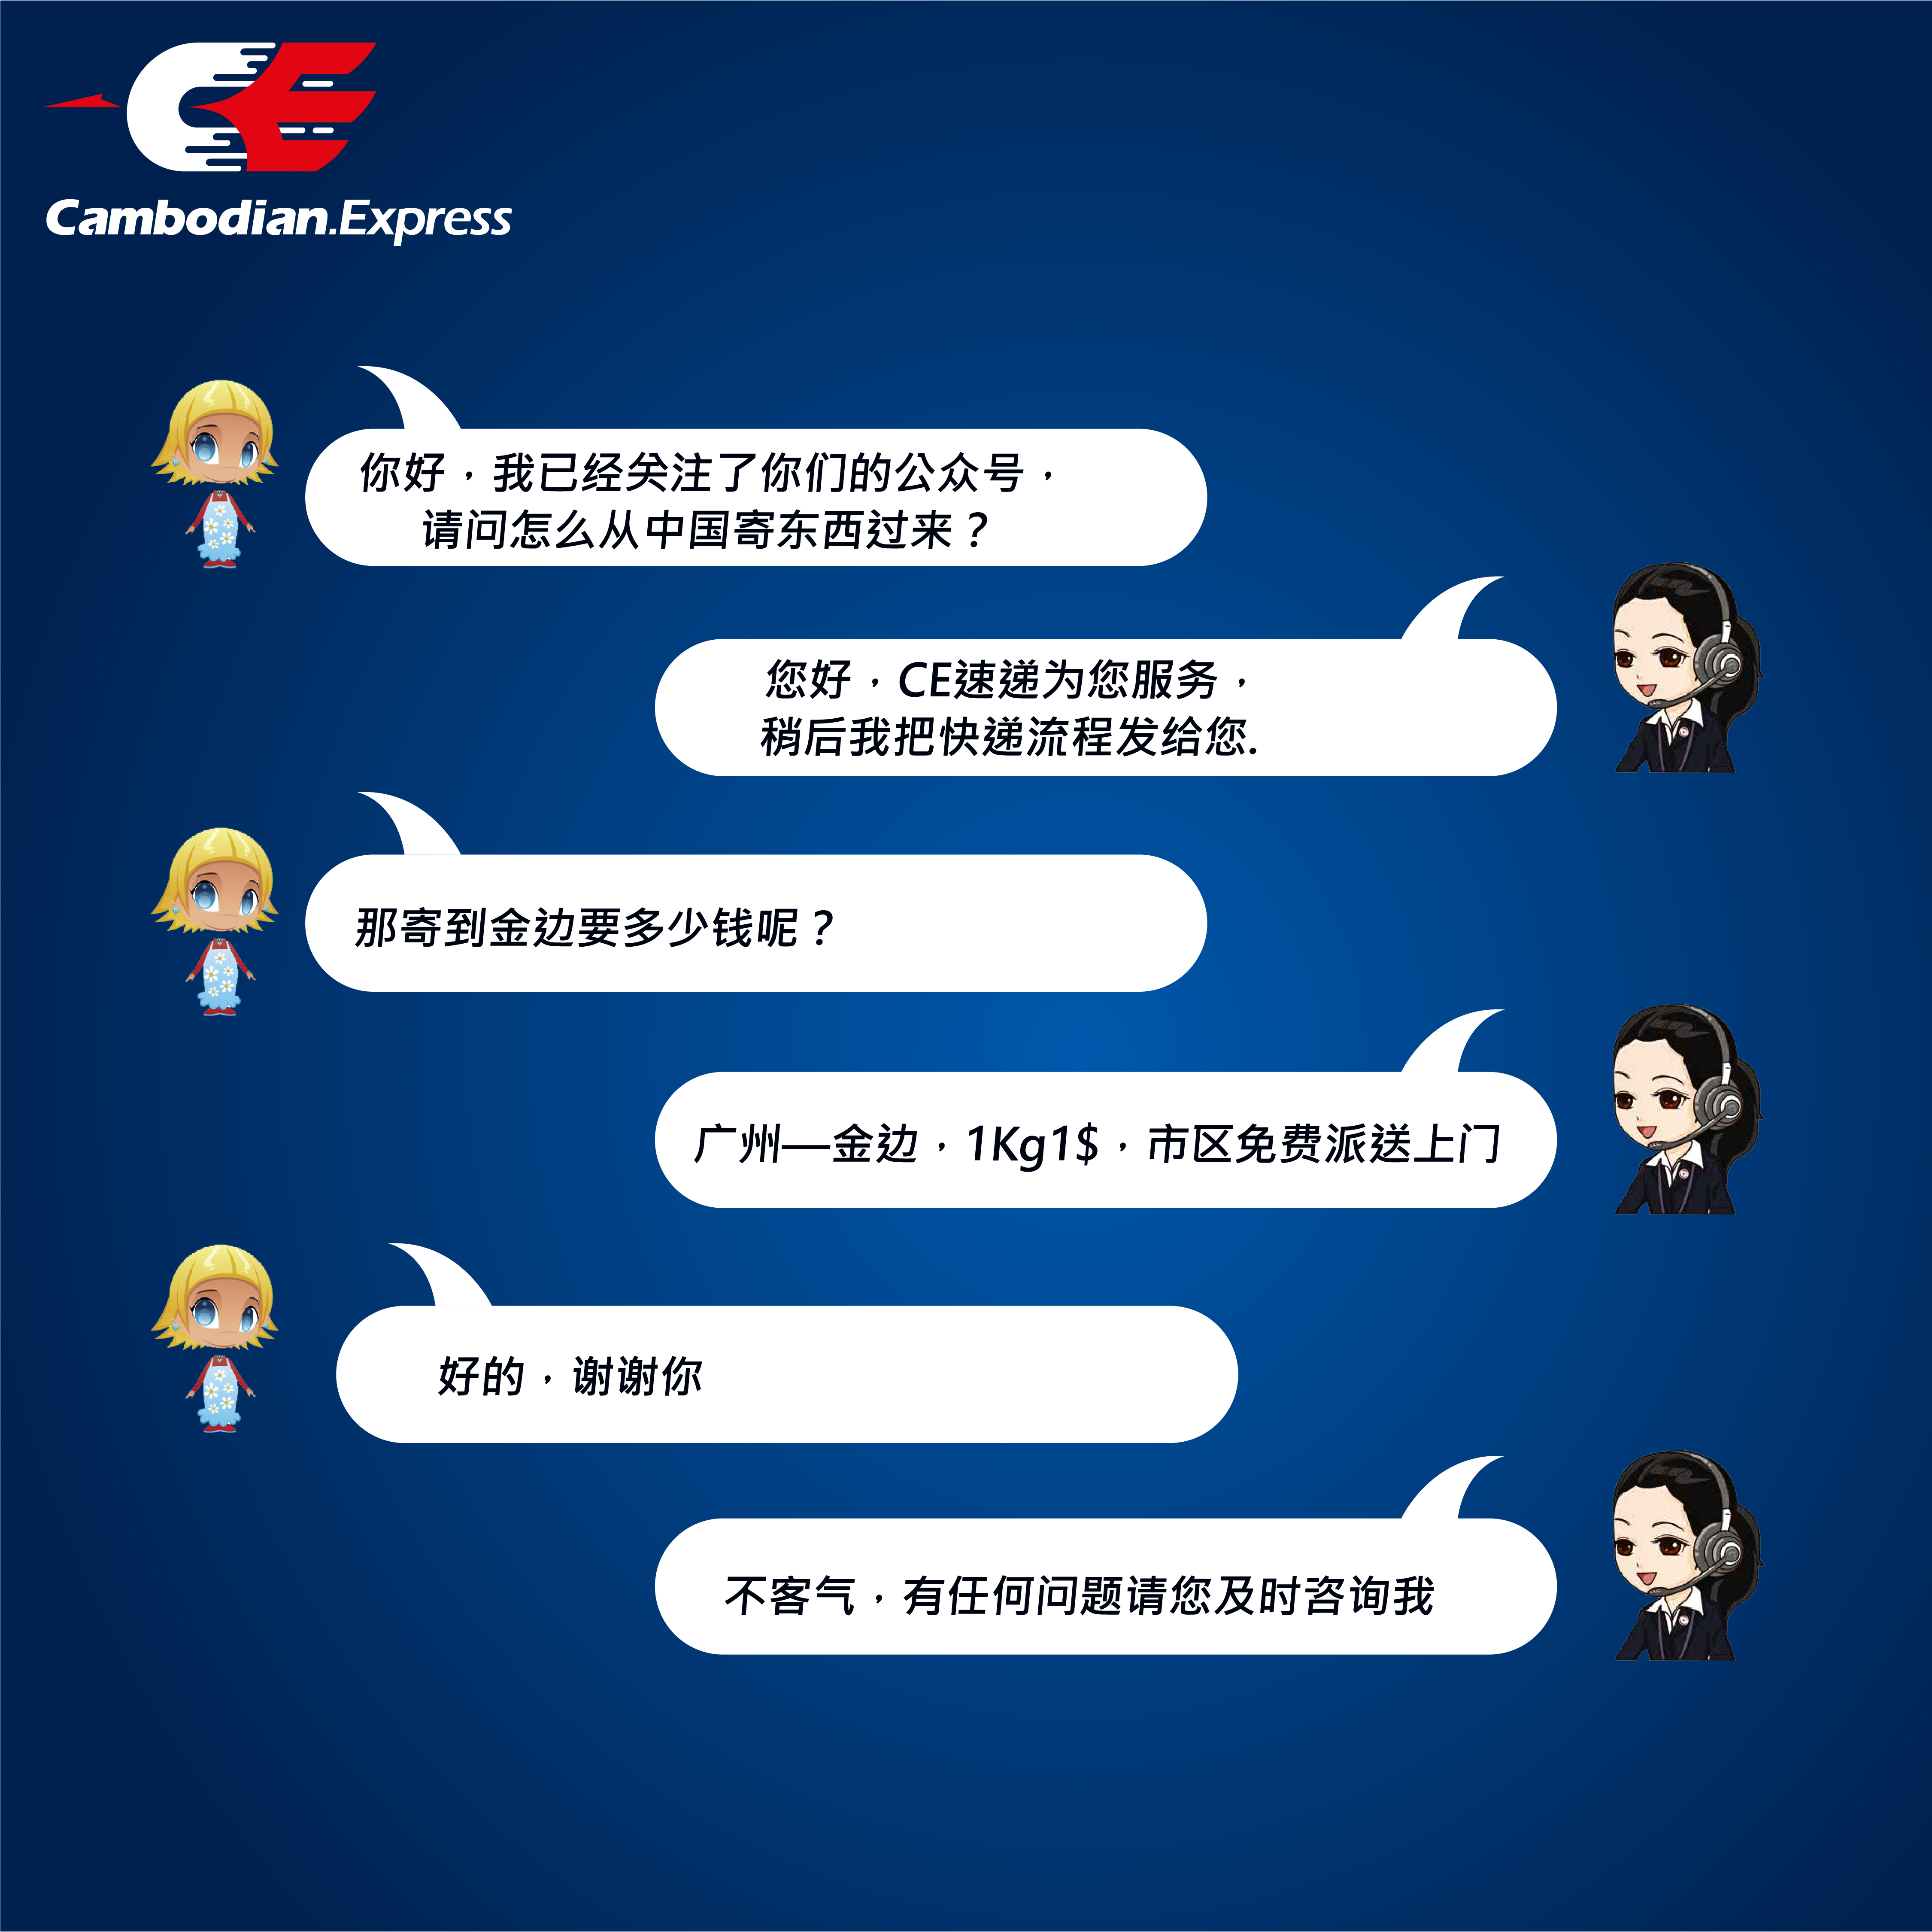 CE
Cambodian.Express
你好，我已经关注了你们的公众号，
请问怎么从中国寄东西过来？
您好，CE速递为您服务，
稍后我把快递流程发给您.
那寄到金边要多少钱呢？
广州—金边，1Kg1$，市区免费派送上门
好的，谢谢你
不客气，有任何问题请您及时咨询我